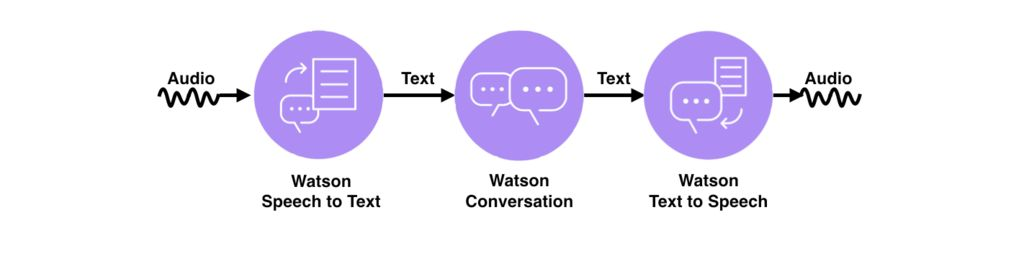 Audio
Text
Text
Audio
Watson
Speech to Text
Watson
Conversation
Watson
Text to Speech